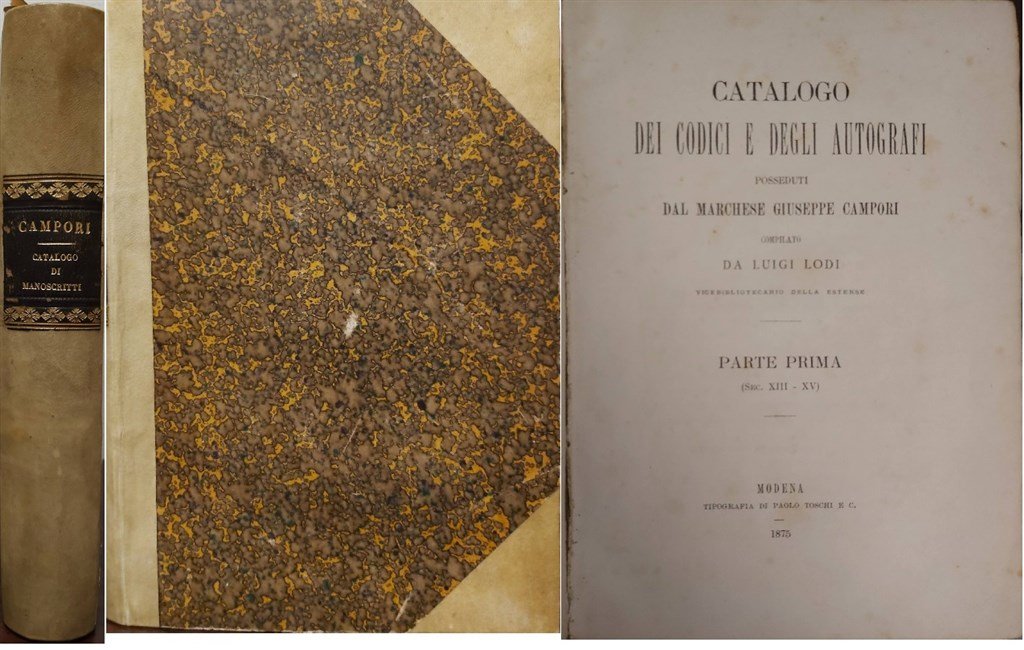 CAMPORI
CATALOGO
DI
MANOSCRITTI
CATALOGO
DEI CODICI E DEGLI AUTOGRAFI
POSSEDUTI
DAL MARCHESE GIUSEPPE CAMPORI
COMPILATO
DA LUIGI LODI
VICEBIBLIOTECARIO DELLA ESTENSE
PARTE PRIMA
(SEC. XIII - XV)
MODENA
TIPOGRAFIA DI PAOLO TOSCHI E C.
1875